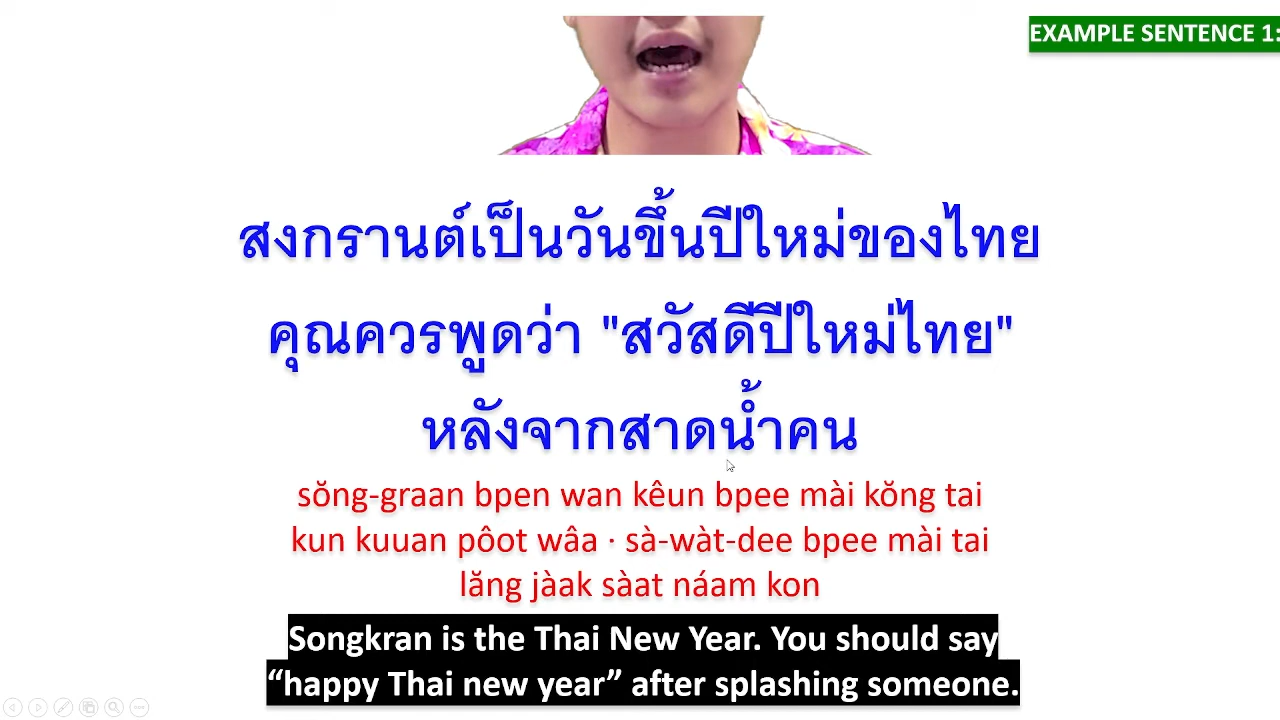 EXAMPLE SENTENCE 1:
สงกรานต์เป็นวันขึ้นปีใหม่ของไทย
คุณควรพูดว่า "สวัสดีปีใหม่ไทย"
หลังจากสาดน้ำคน
sŏng-graan bpen wan kêun bpee mài kŏng tai
kun kuuan pôot wâa · sà-wàt-dee bpee mài tai
lăng jàak sàat náam kon
Songkran is the Thai New Year. You should say
“happy Thai new year” after splashing someone.